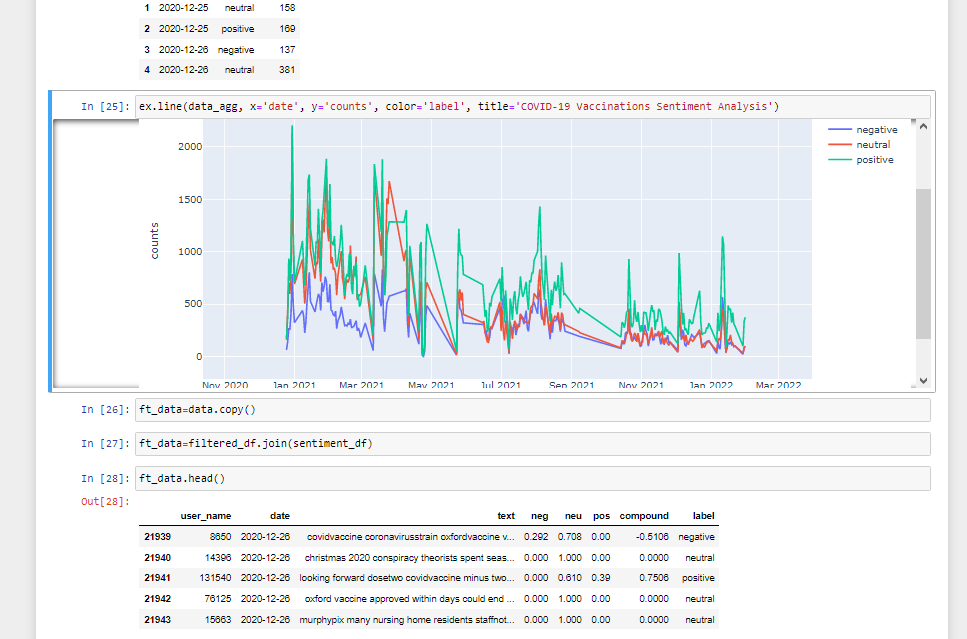 1 2020-12-25 neutral 158
2 2020-12-25 positive 169
3 2020-12-26 negative 137
4 2020-12-26 neutral 381
In [25]: ex.line(data_agg, x='date', y='counts', color='label', title='COVID-19 Vaccinations Sentiment Analysis')
negative
neutral
positive
counts
2000
1500
1000
500
0
Nov 2020 Jan 2021 Mar 2021 May 2021 Jul 2021 Sep 2021 Nov 2021 Jan 2022 Mar 2022
In [26]: ft_data=data.copy()
In [27]: ft_data=filtered_df.join(sentiment_df)
In [28]: ft_data.head()
Out[28]:
user_name date text neg neu pos compound label
21939 8650 2020-12-26 covidvaccine coronavirusstrain oxfordvaccine v... 0.292 0.708 0.00 -0.5106 negative
21940 14396 2020-12-26 christmas 2020 conspiracy theorists spent seas... 0.000 1.000 0.00 0.0000 neutral
21941 131540 2020-12-26 looking forward dosetwo covidvaccine minus two... 0.000 0.610 0.39 0.7506 positive
21942 76125 2020-12-26 oxford vaccine approved within days could end ... 0.000 1.000 0.00 0.0000 neutral
21943 15663 2020-12-26 murphypix many nursing home residents staffnot... 0.000 1.000 0.00 0.0000 neutral